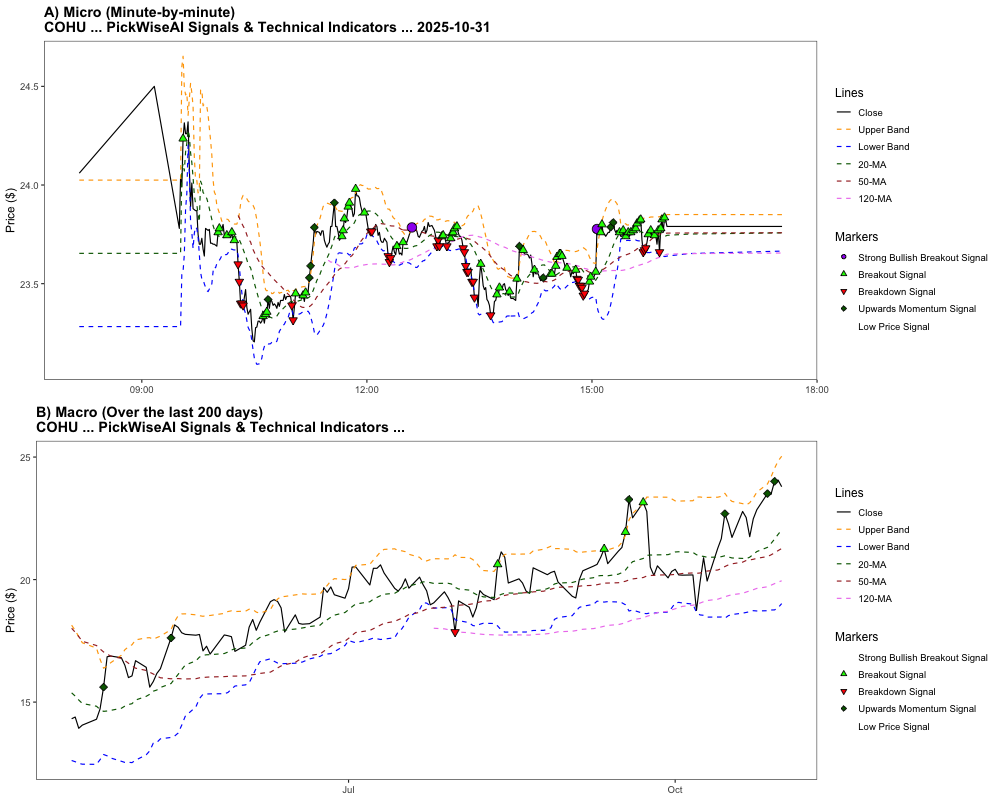 A) Micro (Minute-by-minute)
COHU ... PickWiseAI Signals & Technical Indicators ... 2025-10-31
24.5
24.0
23.5
Price ($)
09:00
12:00
15:00
18:00
Lines
Close
Upper Band
Lower Band
20-MA
50-MA
120-MA
Markers
Strong Bullish Breakout Signal
Breakout Signal
Breakdown Signal
Upwards Momentum Signal
Low Price Signal
B) Macro (Over the last 200 days)
COHU ... PickWiseAI Signals & Technical Indicators ...
25
20
15
Price ($)
Jul
Oct
Lines
Close
Upper Band
Lower Band
20-MA
50-MA
120-MA
Markers
Strong Bullish Breakout Signal
Breakout Signal
Breakdown Signal
Upwards Momentum Signal
Low Price Signal